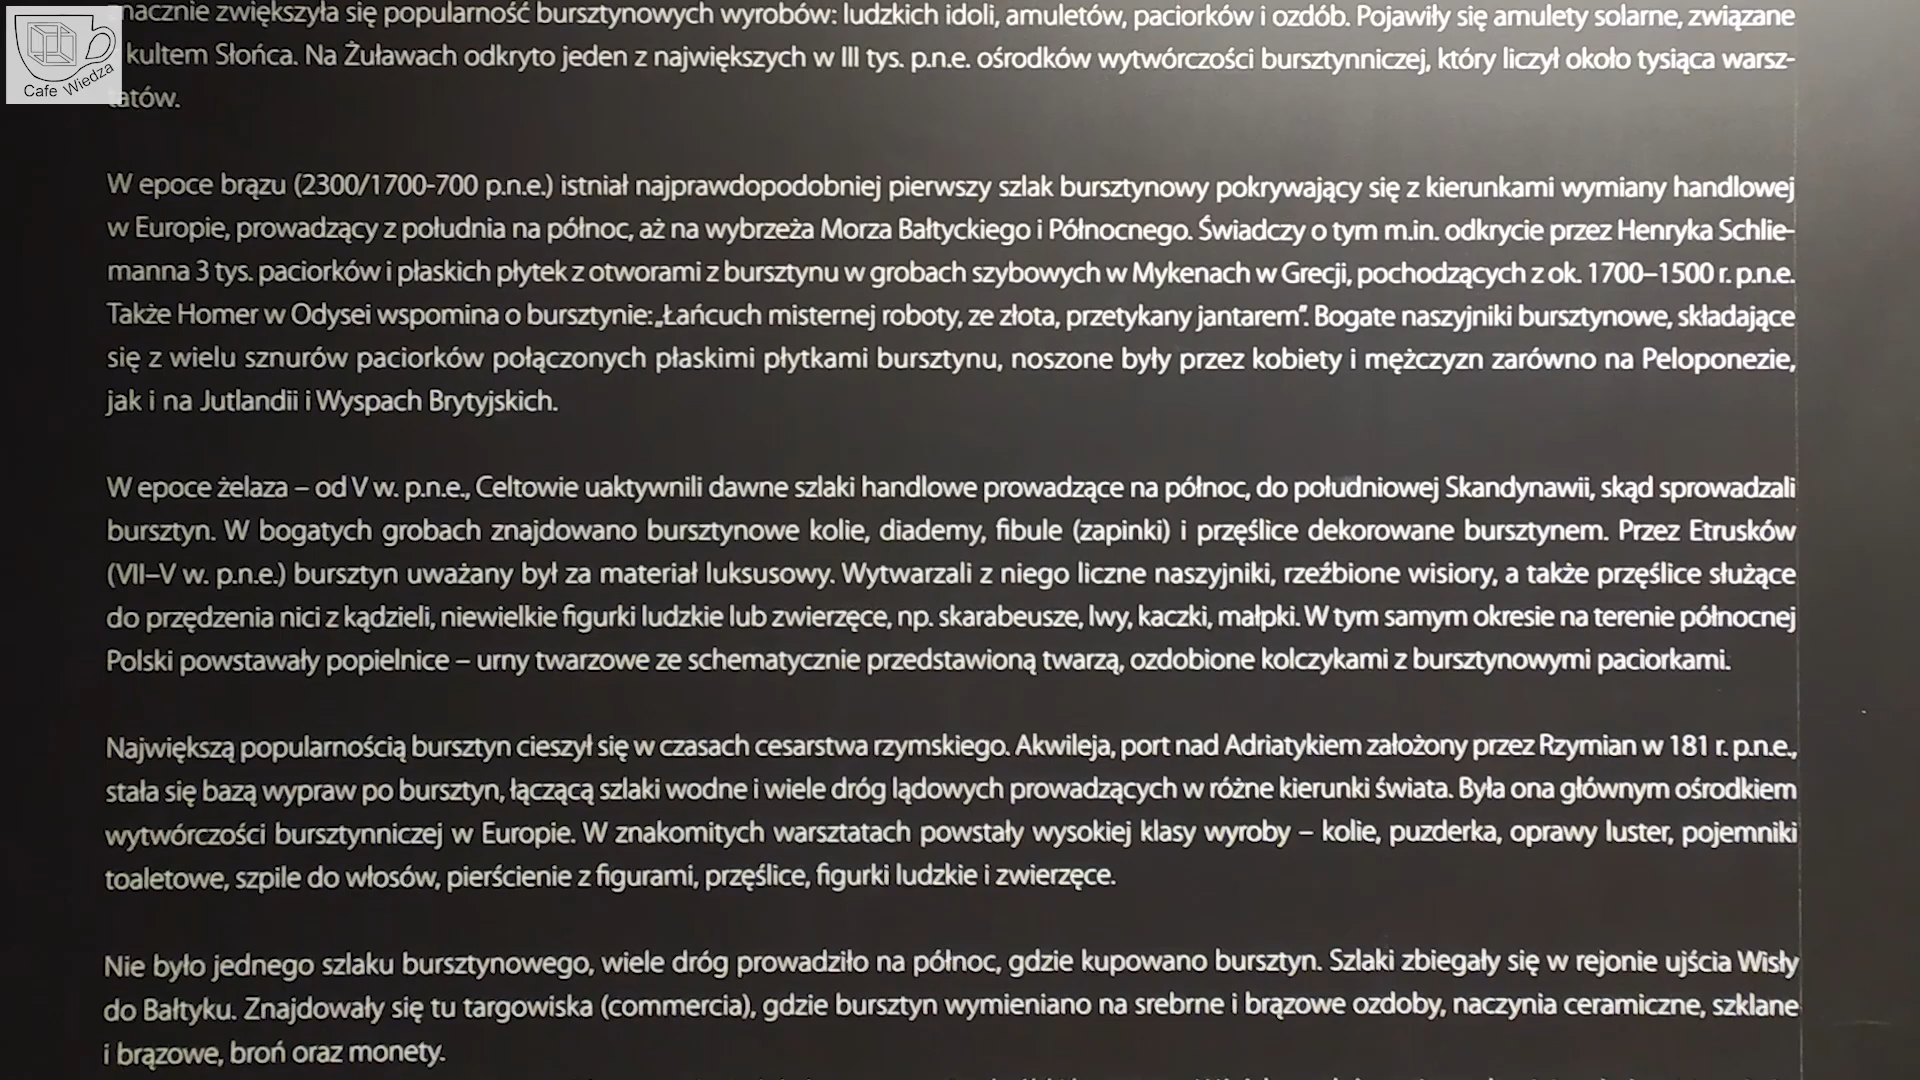 Cafe Wiedza
znacznie zwiększyła się popularność bursztynowych wyrobów: ludzkich idoli, amuletów, paciorków i ozdób. Pojawiły się amulety solarne, związane
kultem Słońca. Na Żuławach odkryto jeden z największych w III tys. p.n.e. ośrodków wytwórczości bursztynniczej, który liczył około tysiąca warsz-
tatów.
W epoce brązu (2300/1700-700 p.n.e.) istniał najprawdopodobniej pierwszy szlak bursztynowy pokrywający się z kierunkami wymiany handlowej
w Europie, prowadzący z południa na północ, aż na wybrzeża Morza Bałtyckiego i Północnego. Świadczy o tym m.in. odkrycie przez Henryka Schlie-
manna 3 tys. paciorków i płaskich płytek z otworami z bursztynu w grobach szybowych w Mykenach w Grecji, pochodzących z ok. 1700–1500 r. p.n.e.
Także Homer w Odysei wspomina o bursztynie: „Łańcuch misternej roboty, ze złota, przetykany jantarem”. Bogate naszyjniki bursztynowe, składające
się z wielu sznurów paciorków połączonych płaskimi płytkami bursztynu, noszone były przez kobiety i mężczyzn zarówno na Peloponezie,
jak i na Jutlandii i Wyspach Brytyjskich.
W epoce żelaza – od V w. p.n.e., Celtowie uaktywnili dawne szlaki handlowe prowadzące na północ, do południowej Skandynawii, skąd sprowadzali
bursztyn. W bogatych grobach znajdowano bursztynowe kolie, diademy, fibule (zapinki) i przęślice dekorowane bursztynem. Przez Etrusków
(VII–V w. p.n.e.) bursztyn uważany był za materiał luksusowy. Wytwarzali z niego liczne naszyjniki, rzeźbione wisiory, a także przęślice służące
do przędzenia nici z kądzieli, niewielkie figurki ludzkie lub zwierzęce, np. skarabeusze, lwy, kaczki, małpki. W tym samym okresie na terenie północnej
Polski powstawały popielnice – urny twarzowe ze schematycznie przedstawioną twarzą, ozdobione kolczykami z bursztynowymi paciorkami.
Największą popularnością bursztyn cieszył się w czasach cesarstwa rzymskiego. Akwileja, port nad Adriatykiem założony przez Rzymian w 181 r. p.n.e.,
stała się bazą wypraw po bursztyn, łączącą szlaki wodne i wiele dróg lądowych prowadzących w różne kierunki świata. Była ona głównym ośrodkiem
wytwórczości bursztynniczej w Europie. W znakomitych warsztatach powstały wysokiej klasy wyroby – kolie, puzderka, oprawy luster, pojemniki
toaletowe, szpile do włosów, pierścienie z figurami, przęślice, figurki ludzkie i zwierzęce.
Nie było jednego szlaku bursztynowego, wiele dróg prowadziło na północ, gdzie kupowano bursztyn. Szlaki zbiegały się w rejonie ujścia Wisły
do Bałtyku. Znajdowały się tu targowiska (commercia), gdzie bursztyn wymieniano na srebrne i brązowe ozdoby, naczynia ceramiczne, szklane
i brązowe, broń oraz monety.